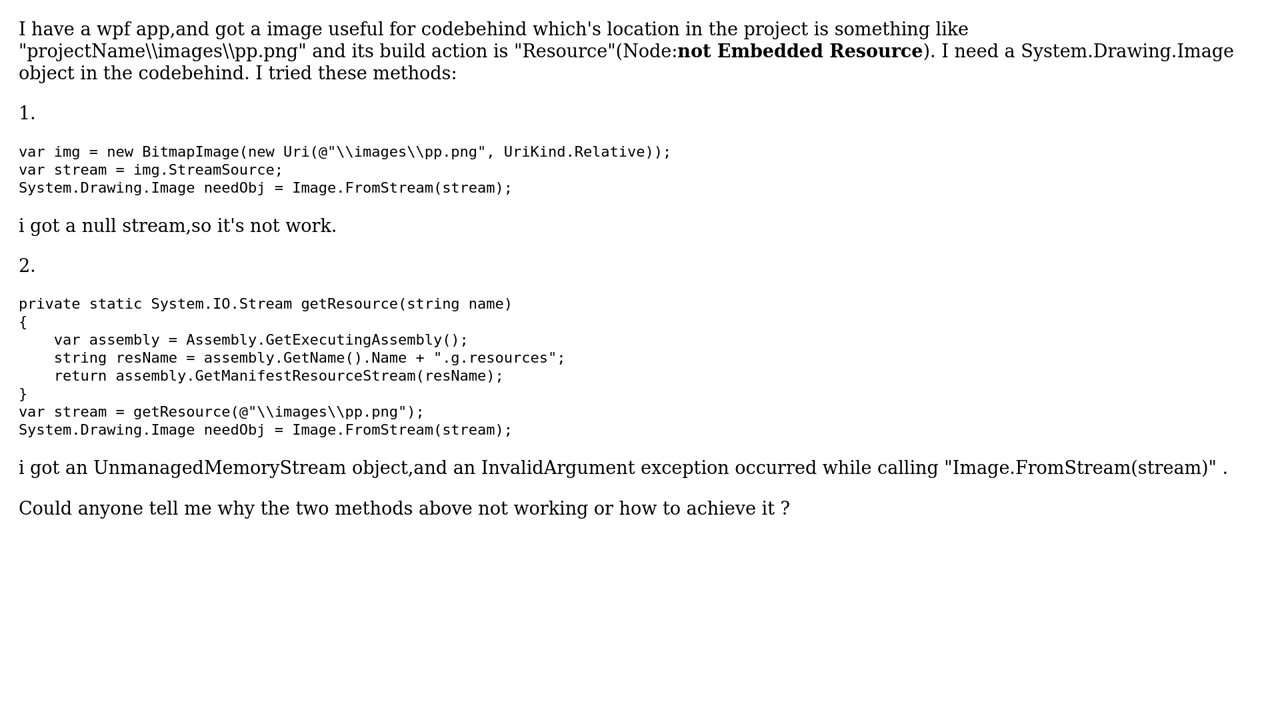 I have a wpf app,and got a image useful for codebehind which's location in the project is something like
"projectName\\images\\pp.png" and its build action is "Resource"(Node:not Embedded Resource). I need a System.Drawing.Image
object in the codebehind. I tried these methods:
1.
var img = new BitmapImage(new Uri(@"\\images\\pp.png", UriKind.Relative));
var stream = img.StreamSource;
System.Drawing.Image needObj = Image.FromStream(stream);
i got a null stream,so it's not work.
2.
private static System.IO.Stream getResource(string name)
{
    var assembly = Assembly.GetExecutingAssembly();
    string resName = assembly.GetName().Name + ".g.resources";
    return assembly.GetManifestResourceStream(resName);
}
var stream = getResource(@"\\images\\pp.png");
System.Drawing.Image needObj = Image.FromStream(stream);
i got an UnmanagedMemoryStream object,and an InvalidArgument exception occurred while calling "Image.FromStream(stream)" .
Could anyone tell me why the two methods above not working or how to achieve it ?